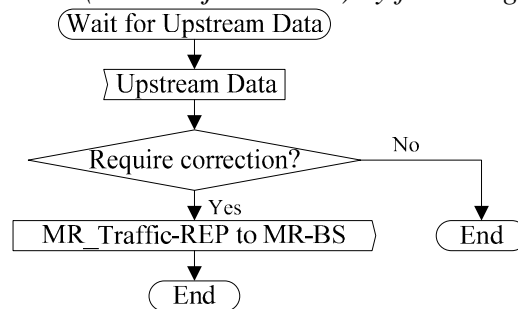 Wait for Upstream Data
Upstream Data
Require correction?
No
Yes
MR_Traffic-REP to MR-BS
End
End